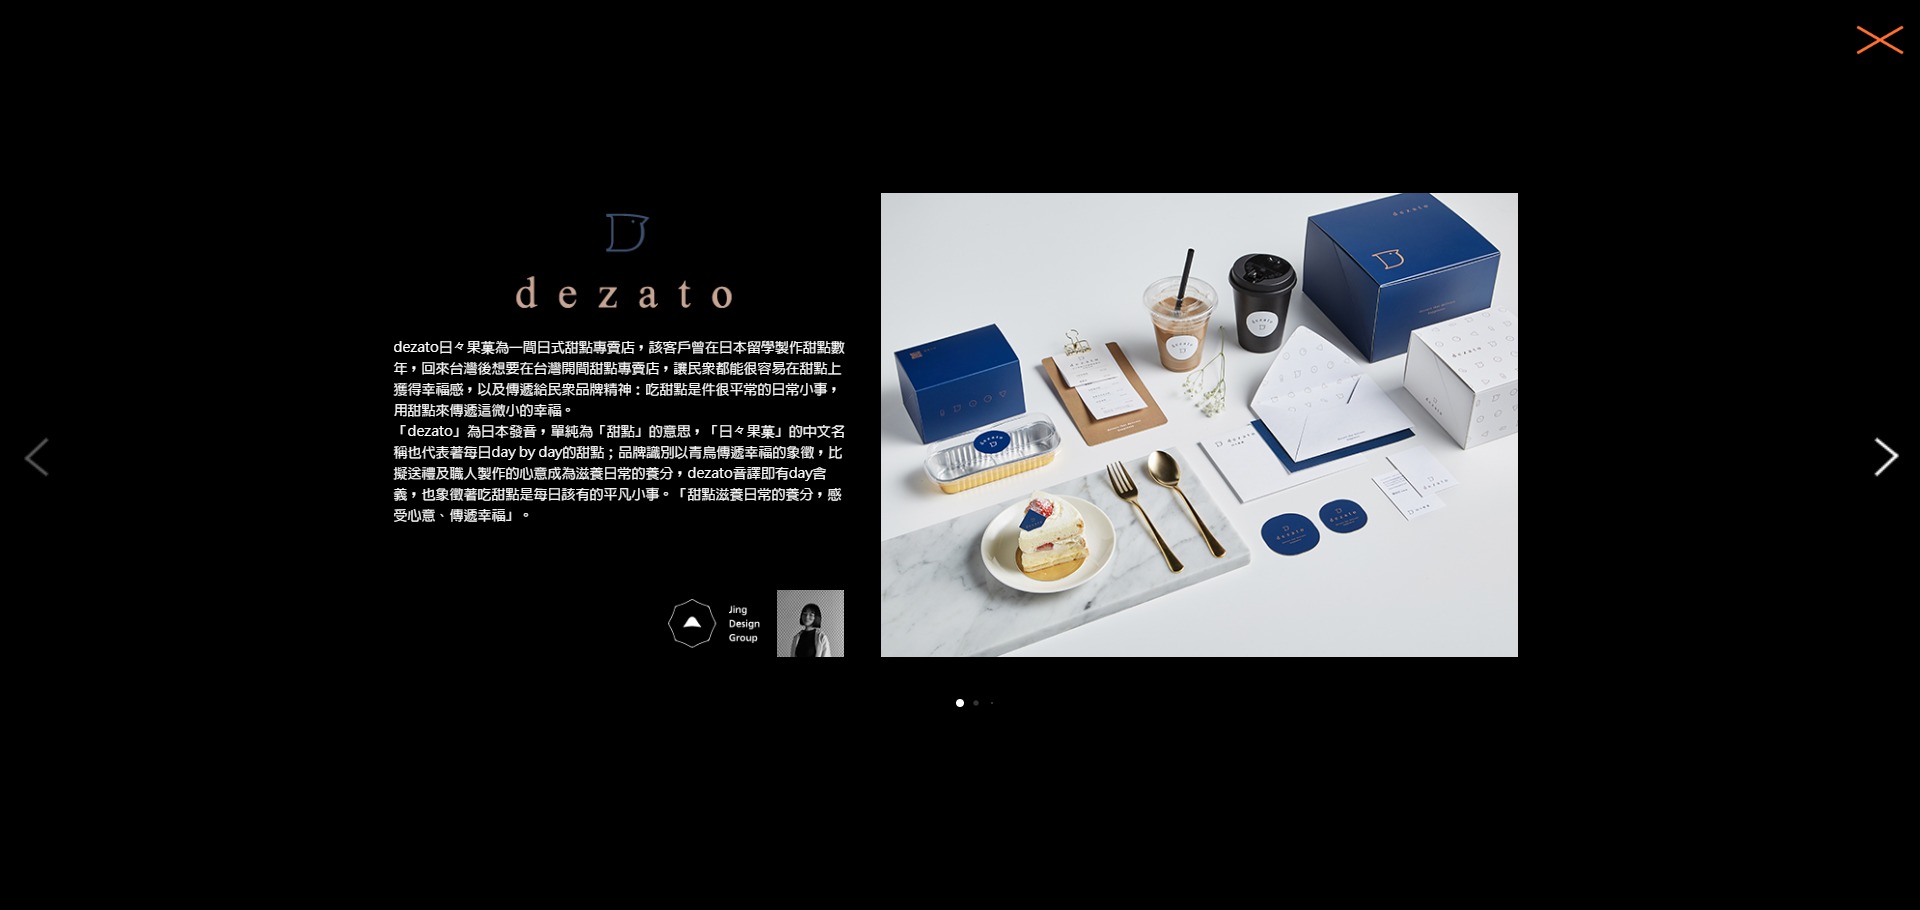 dezato
dezato日々果菓為一間日式甜點專賣店，該客戶曾在日本留學製作甜點數
年，回來台灣後想要在台灣開間甜點專賣店，讓民眾都能很容易在甜點上
獲得幸福感，以及傳遞給民眾品牌精神：吃甜點是件很平常的日常小事，
用甜點來傳遞這微小的幸福。
「dezato」為日本發音，單純為「甜點」的意思，「日々果菓」的中文名
稱也代表著每日day by day的甜點；品牌識別以青鳥傳遞幸福的象徵，比
擬送禮及職人製作的心意成為滋養日常的養分，dezato音譯即有day含
義，也象徵著吃甜點是每日該有的平凡小事。「甜點滋養日常的養分，感
受心意、傳遞幸福」。
Jing
Design
Group
dezato
dezato
dezato
dezato
dezato
dezato
dezato
dezato
dezato